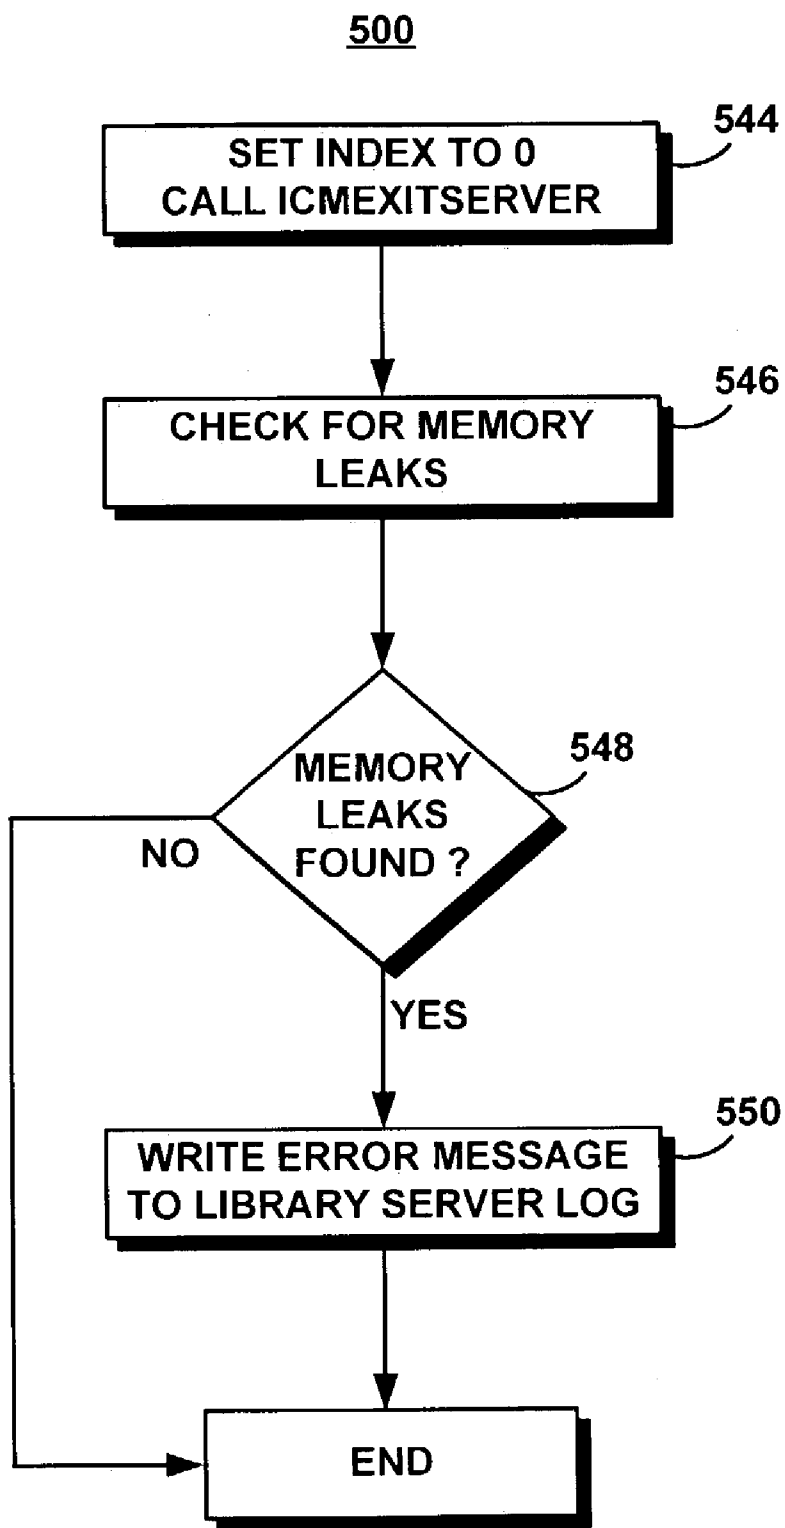 500
544
SET INDEX TO 0
CALL ICMEXITSERVER
546
CHECK FOR MEMORY
LEAKS
548
MEMORY
LEAKS
FOUND ?
NO
YES
550
WRITE ERROR MESSAGE
TO LIBRARY SERVER LOG
END